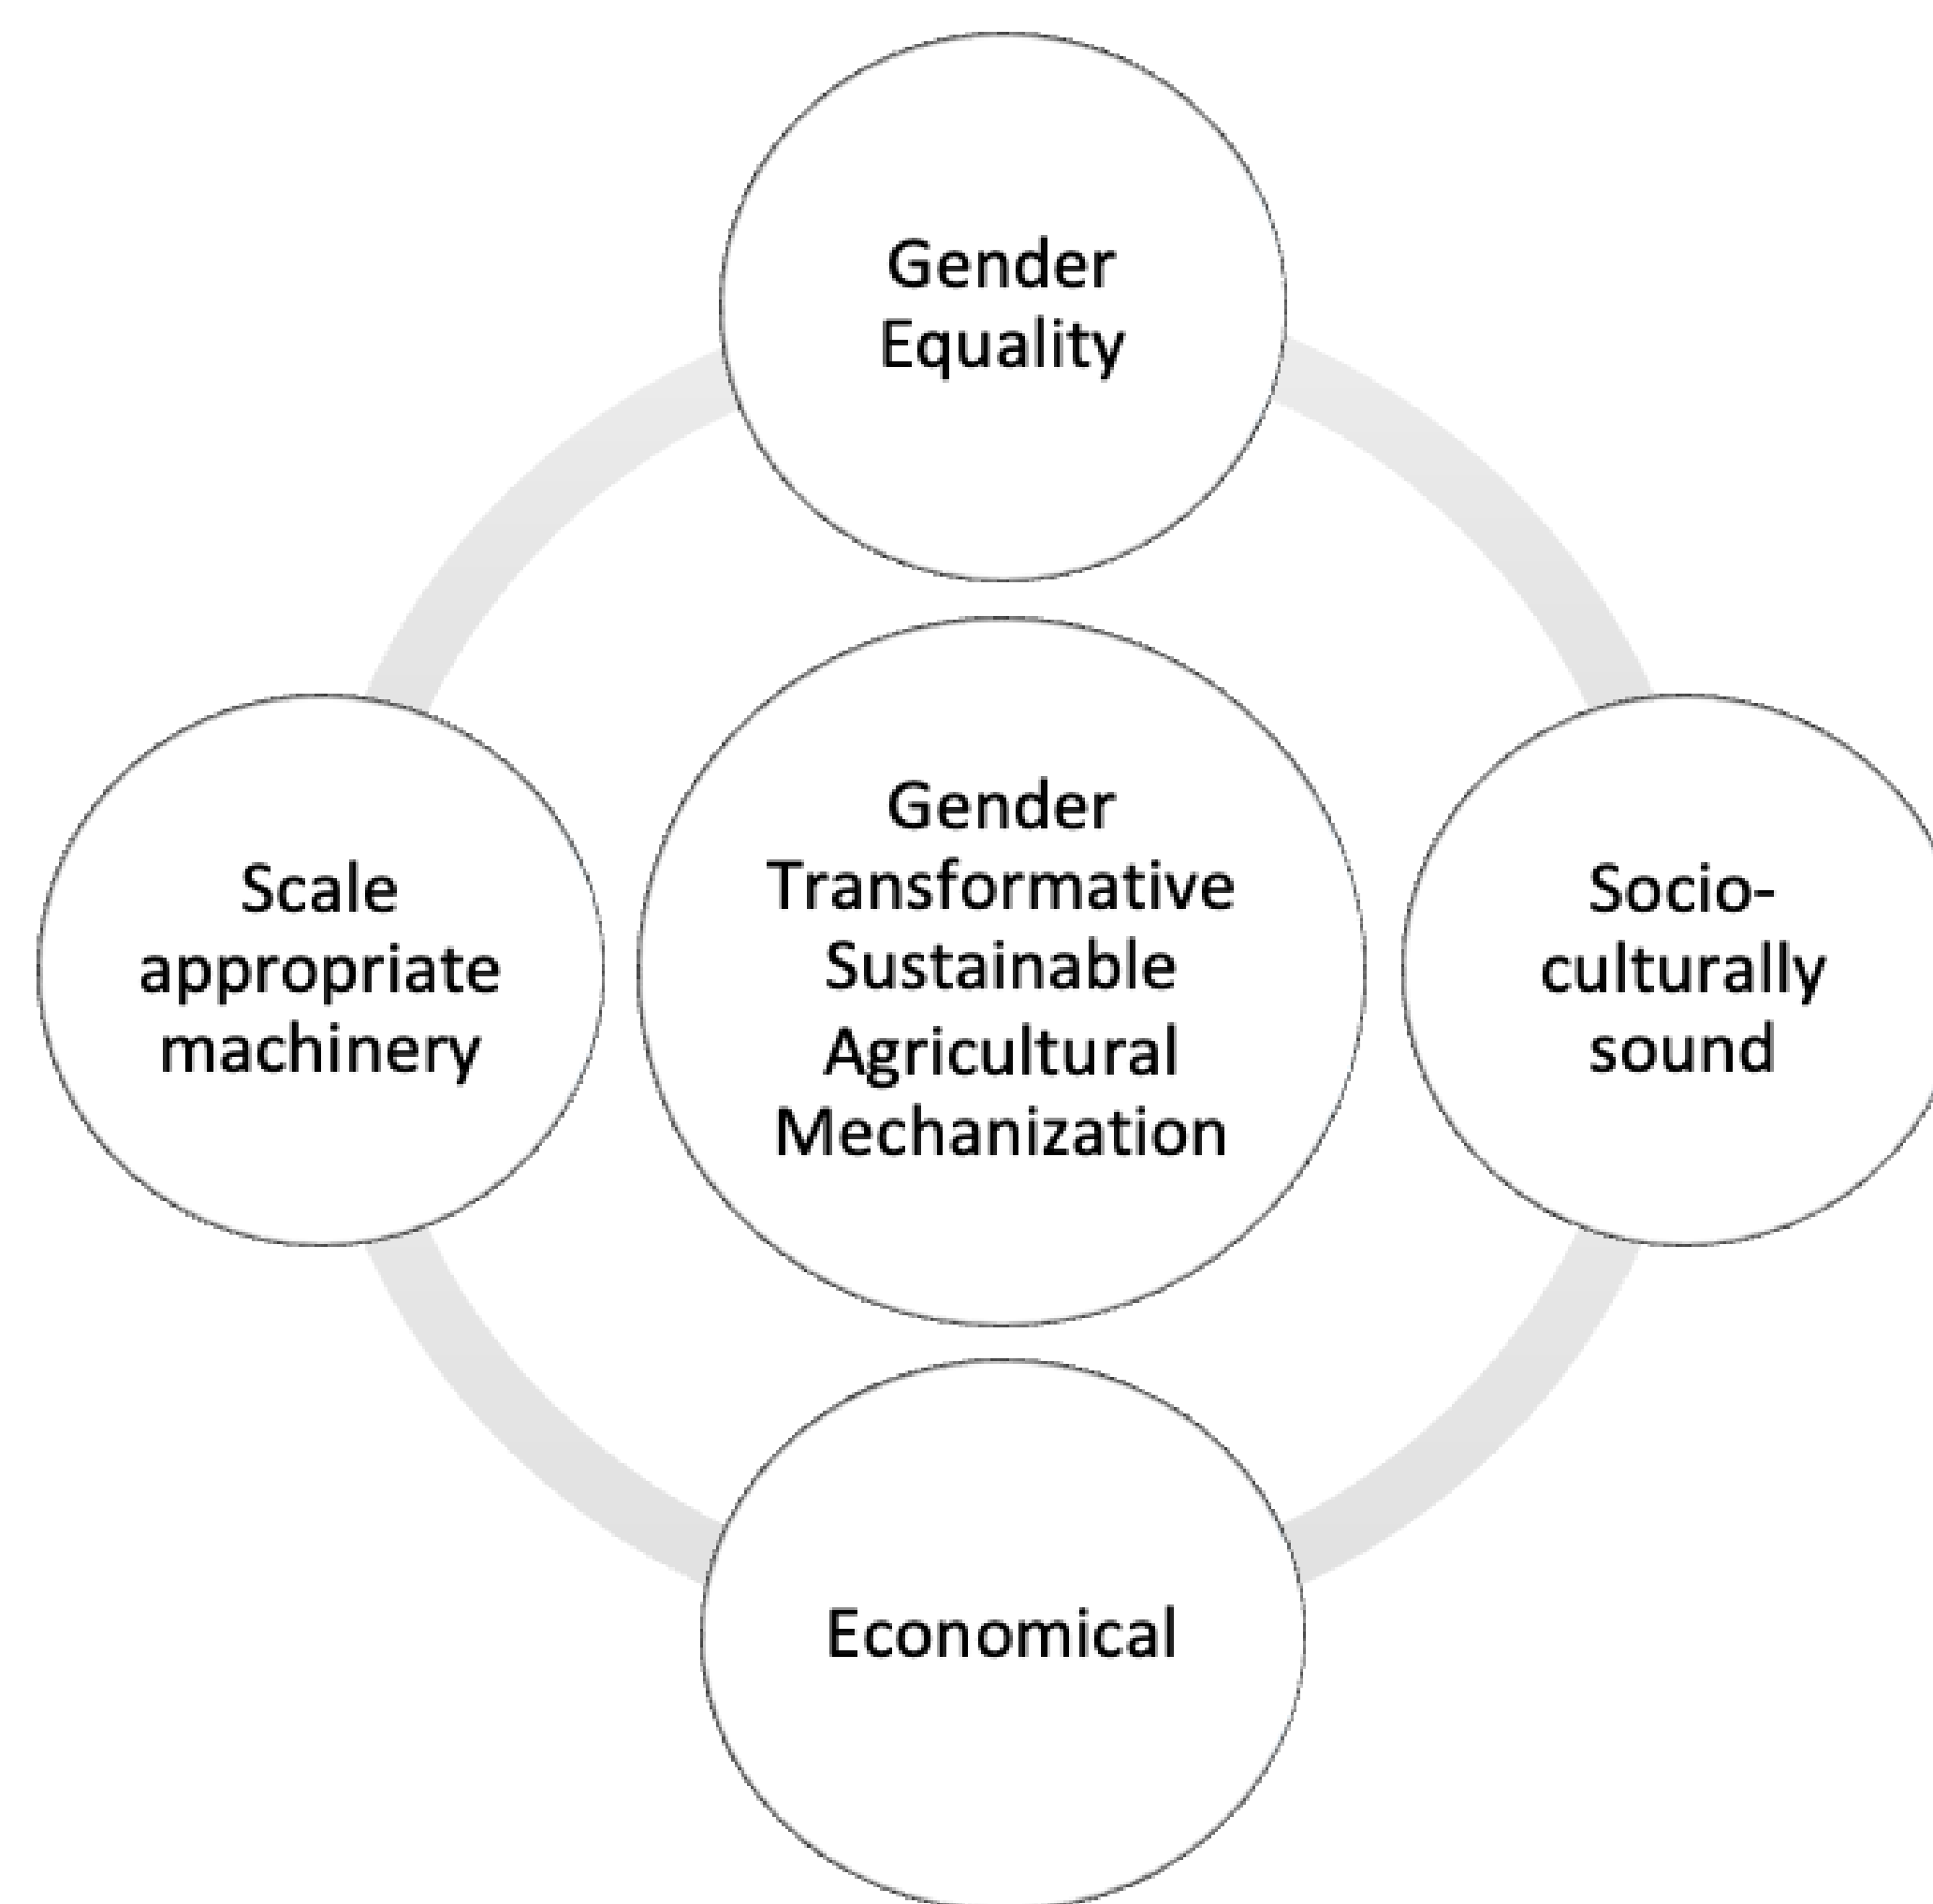 Gender
Equality
Scale
appropriate
machinery
Gender
Transformative
Sustainable
Agricultural
Mechanization
Socio-
culturally
sound
Economical